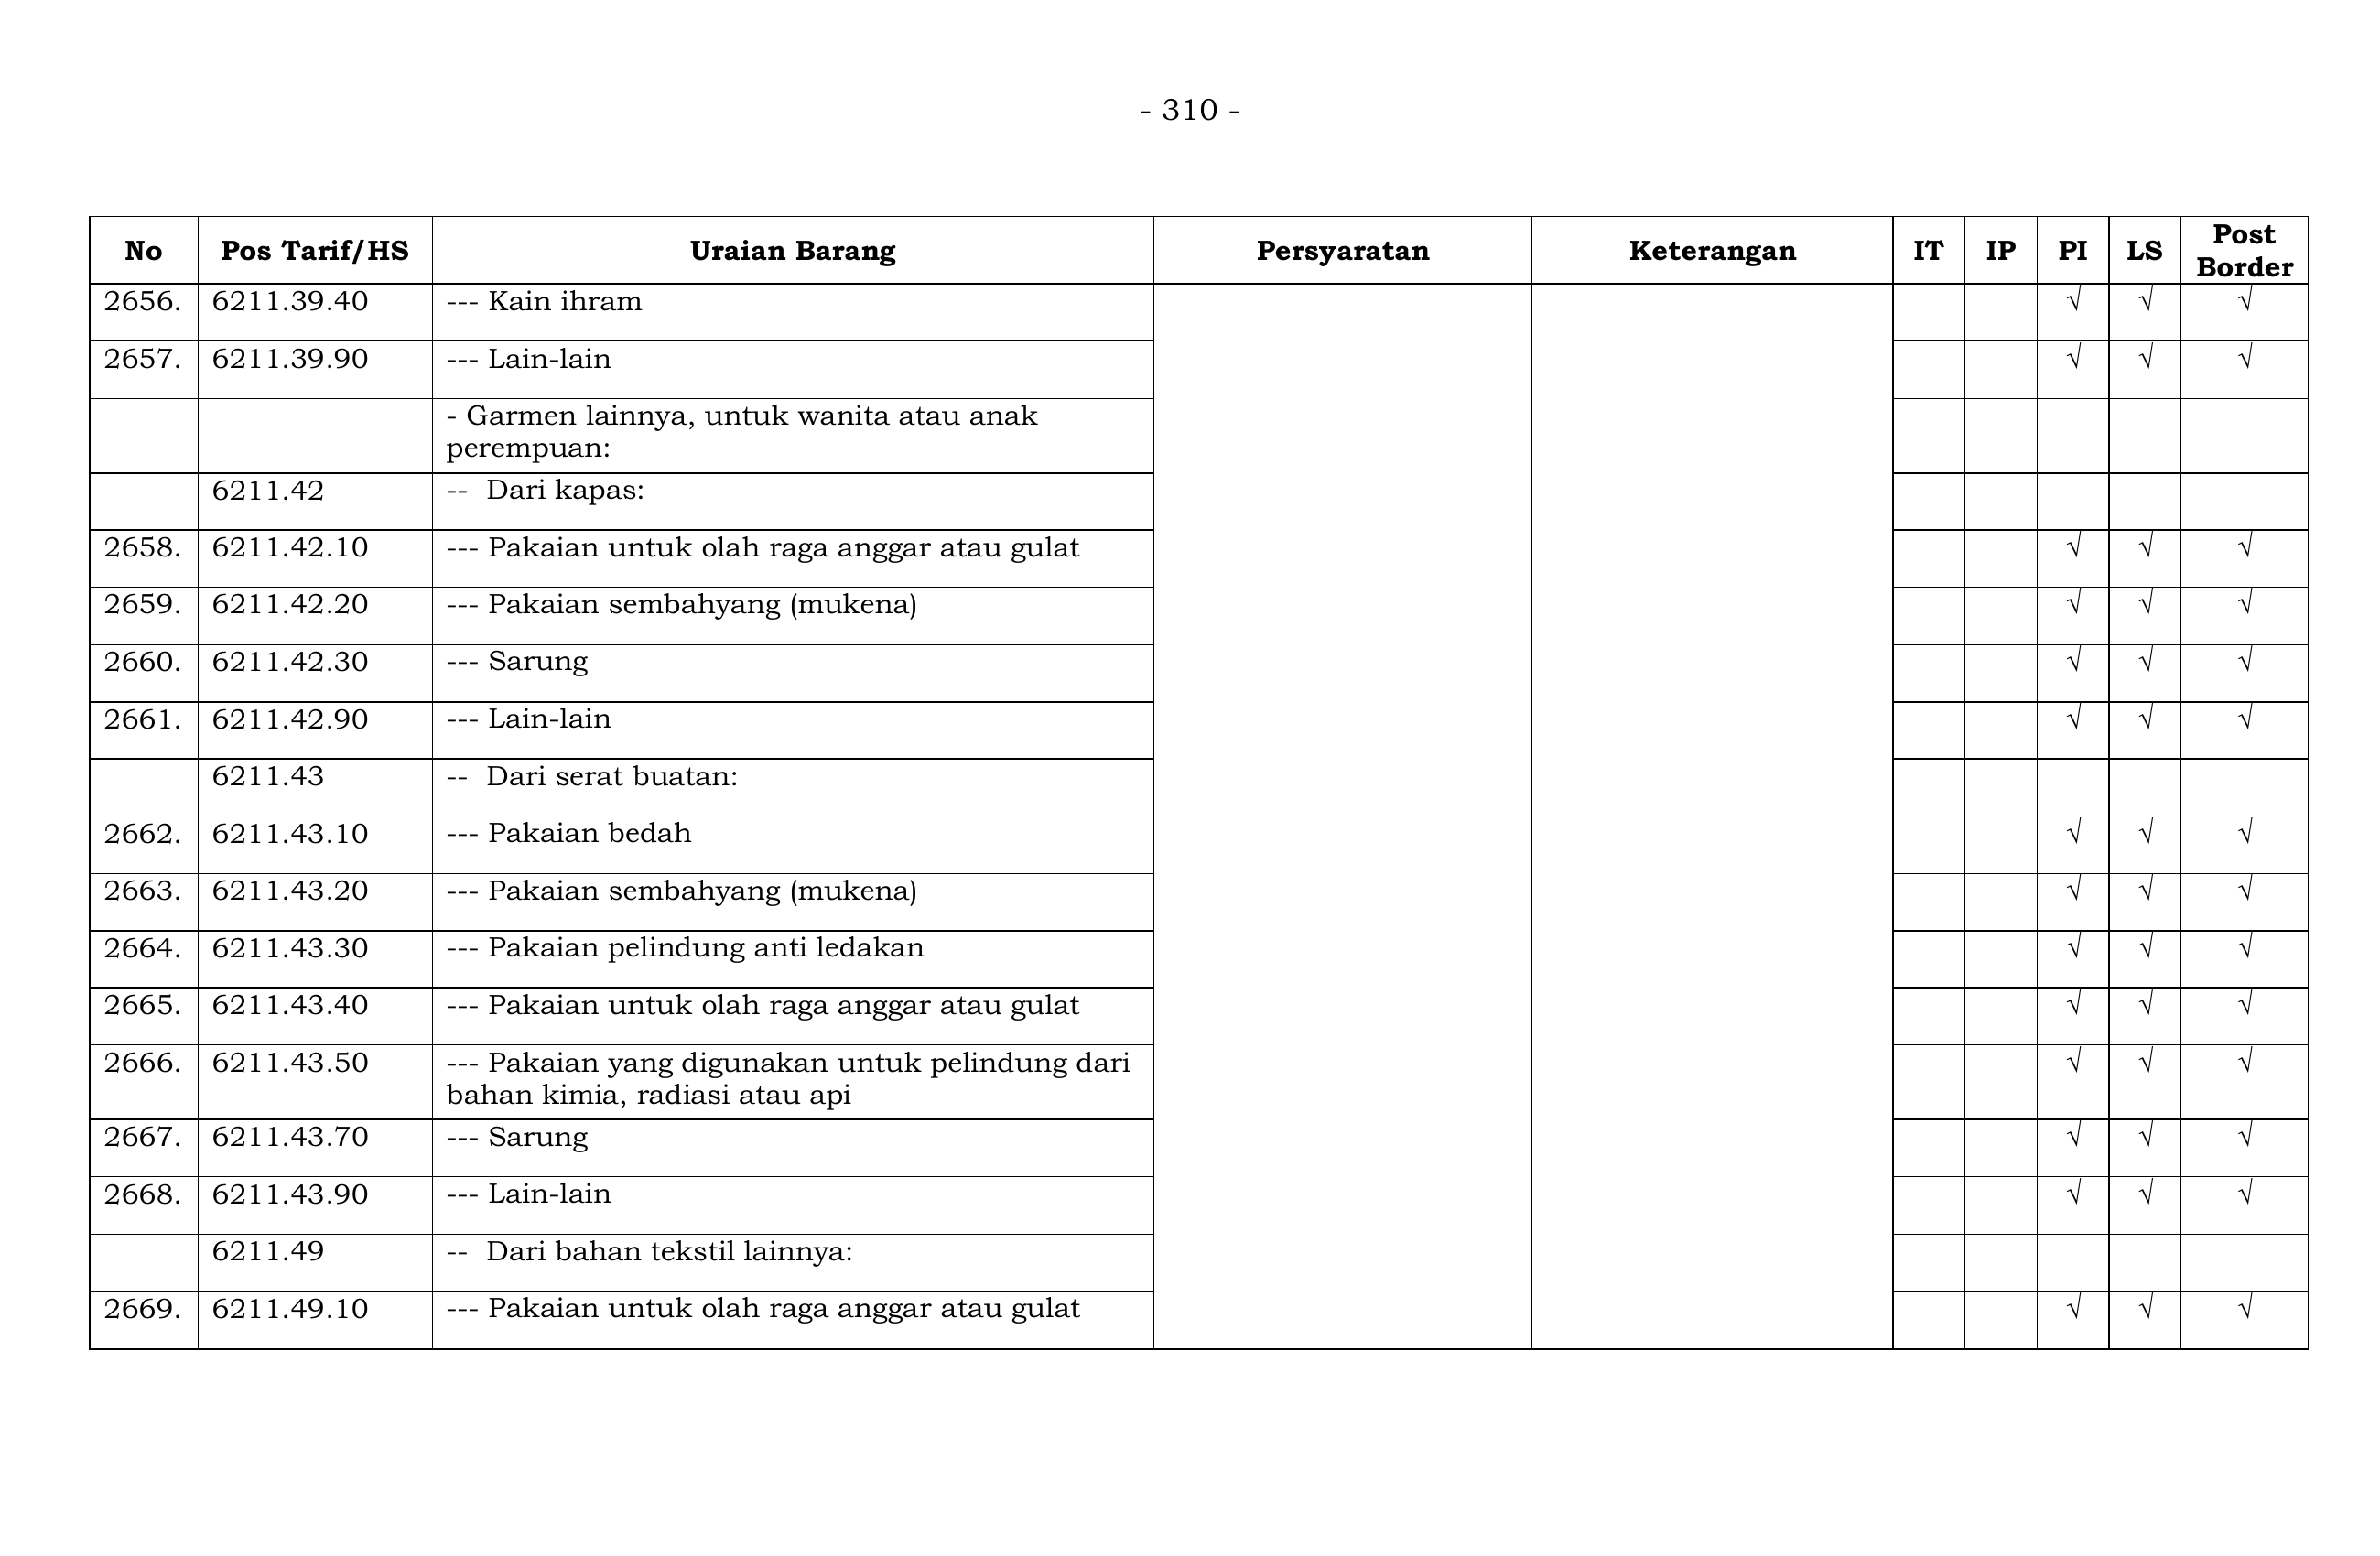 - 310 -
No Pos Tarif/HS Uraian Barang Persyaratan Keterangan IT IP PI LS Post Border
2656. 6211.39.40 --- Kain ihram √ √ √
2657. 6211.39.90 --- Lain-lain √ √ √
- Garmen lainnya, untuk wanita atau anak
perempuan:
6211.42 -- Dari kapas:
2658. 6211.42.10 --- Pakaian untuk olah raga anggar atau gulat √ √ √
2659. 6211.42.20 --- Pakaian sembahyang (mukena) √ √ √
2660. 6211.42.30 --- Sarung √ √ √
2661. 6211.42.90 --- Lain-lain √ √ √
6211.43 -- Dari serat buatan:
2662. 6211.43.10 --- Pakaian bedah √ √ √
2663. 6211.43.20 --- Pakaian sembahyang (mukena) √ √ √
2664. 6211.43.30 --- Pakaian pelindung anti ledakan √ √ √
2665. 6211.43.40 --- Pakaian untuk olah raga anggar atau gulat √ √ √
2666. 6211.43.50 --- Pakaian yang digunakan untuk pelindung dari √ √ √
bahan kimia, radiasi atau api
2667. 6211.43.70 --- Sarung √ √ √
2668. 6211.43.90 --- Lain-lain √ √ √
6211.49 -- Dari bahan tekstil lainnya:
2669. 6211.49.10 --- Pakaian untuk olah raga anggar atau gulat √ √ √